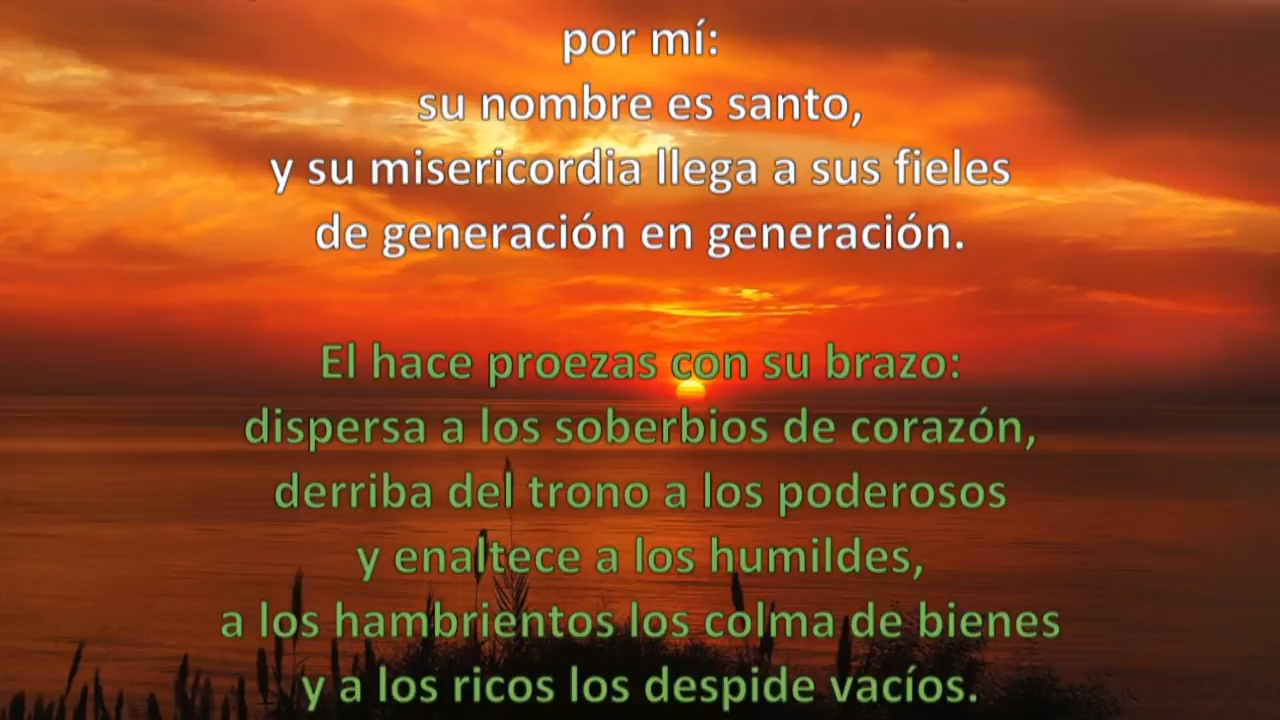 por mí:
su nombre es santo,
y su misericordia llega a sus fieles
de generación en generación.
El hace proezas con su brazo:
dispersa a los soberbios de corazón,
derriba del trono a los poderosos
y enaltece a los humildes,
a los hambrientos los colma de bienes
y a los ricos los despide vacíos.